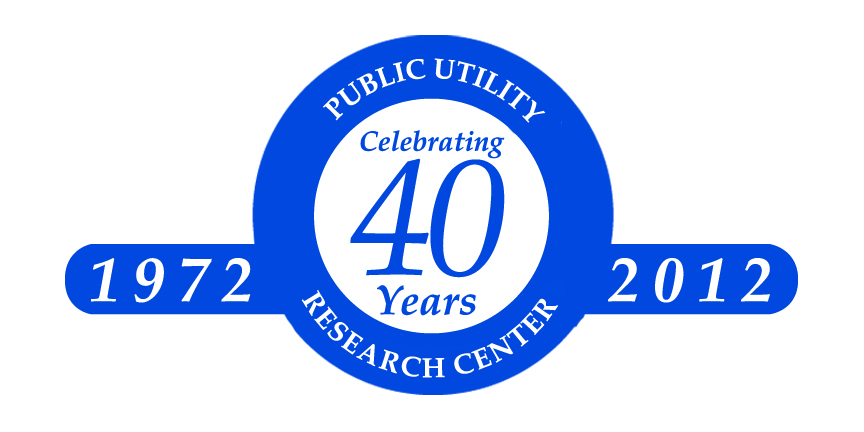 PUBLIC UTILITY
Celebrating
40
Years
1972
2012
RESEARCH CENTER